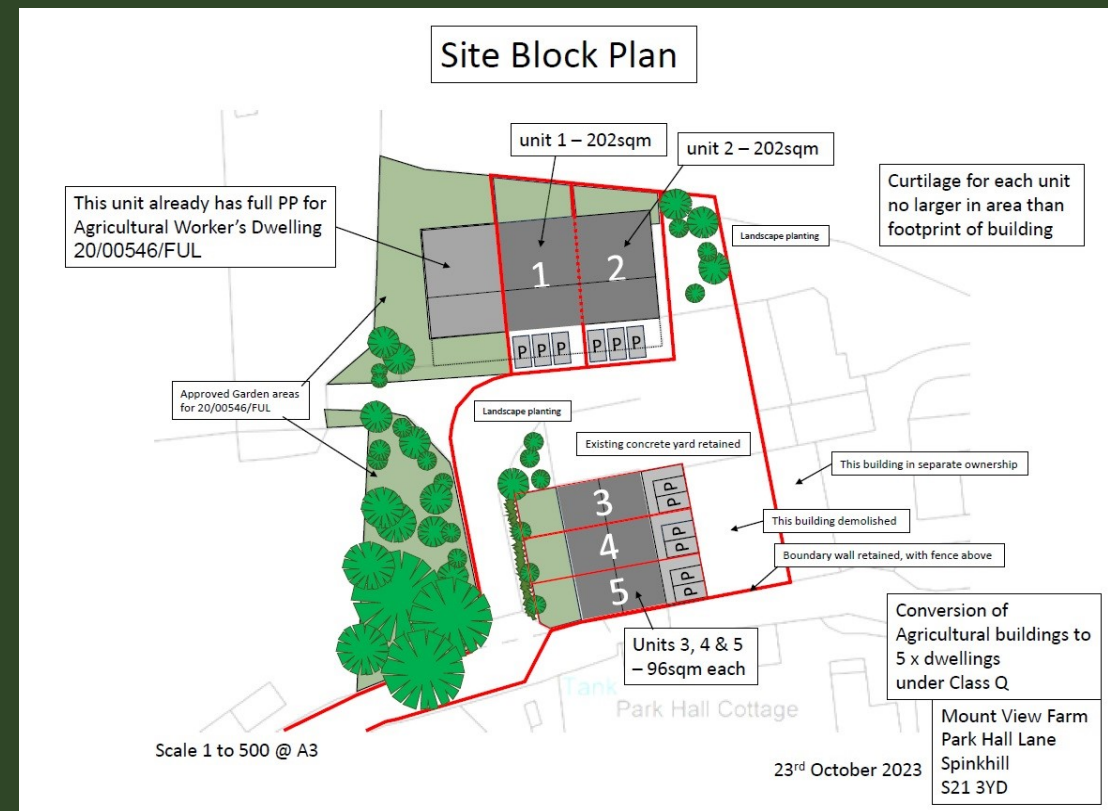 Site Block Plan
unit 1 – 202sqm
unit 2 – 202sqm
This unit already has full PP for
Agricultural Worker's Dwelling
20/00546/FUL
Curtilage for each unit
no larger in area than
footprint of building
Landscape planting
1
2
P P P
P P P
Approved Garden areas
for 20/00546/FUL
Landscape planting
Existing concrete yard retained
This building in separate ownership
3
P
P
This building demolished
4
P
P
Boundary wall retained, with fence above
5
P
P
Units 3, 4 & 5
– 96sqm each
Conversion of
Agricultural buildings to
5 x dwellings
under Class Q
Tank
Park Hall Cottage
Mount View Farm
Park Hall Lane
Spinkhill
S21 3YD
Scale 1 to 500 @ A3
23rd October 2023